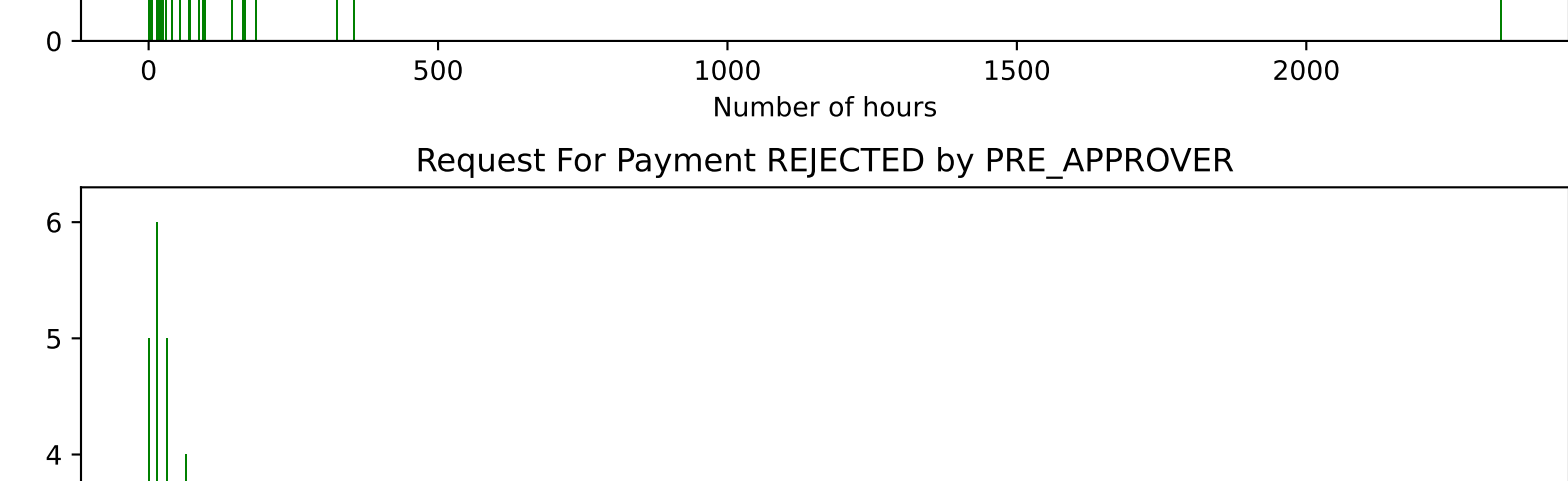 0
0 500 1000 1500 2000
Number of hours
Request For Payment REJECTED by PRE_APPROVER
6
5
4